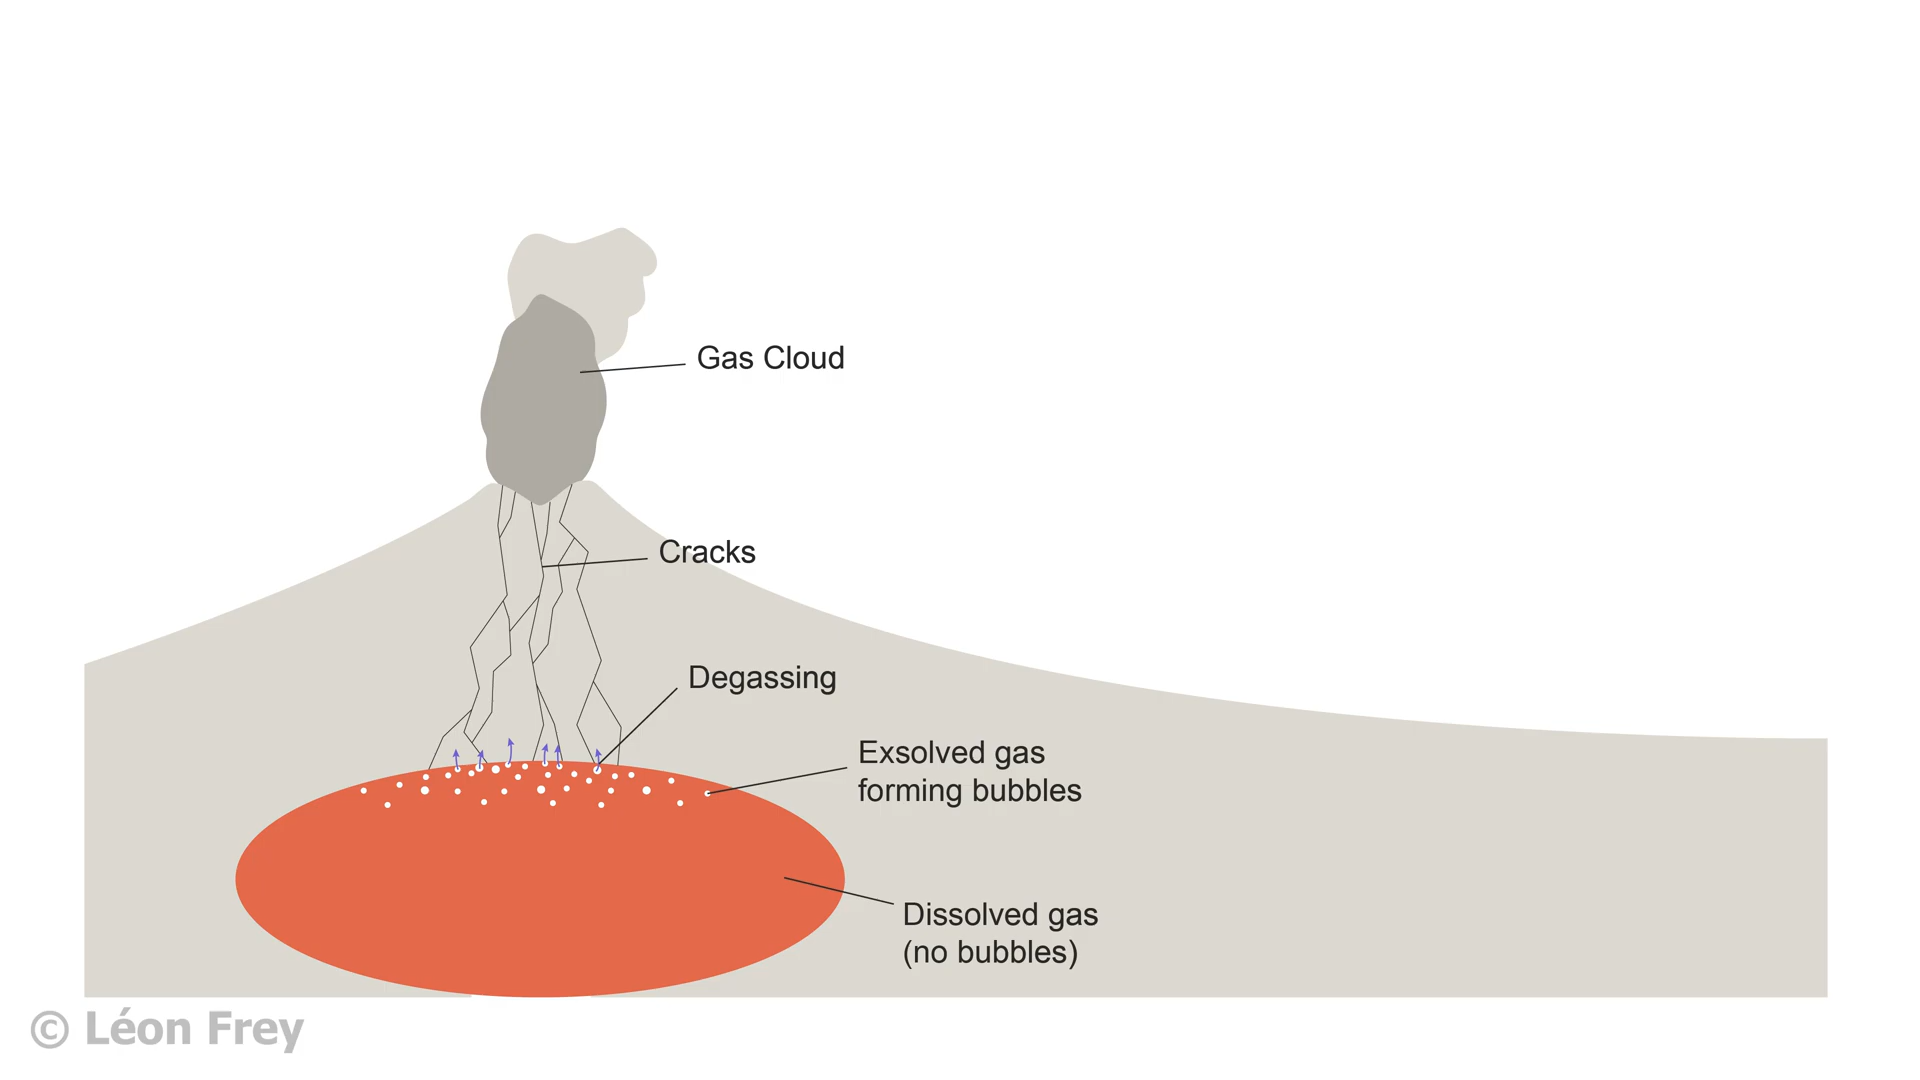 Gas Cloud
Cracks
Degassing
Exsolved gas
forming bubbles
Dissolved gas
(no bubbles)
© Léon Frey